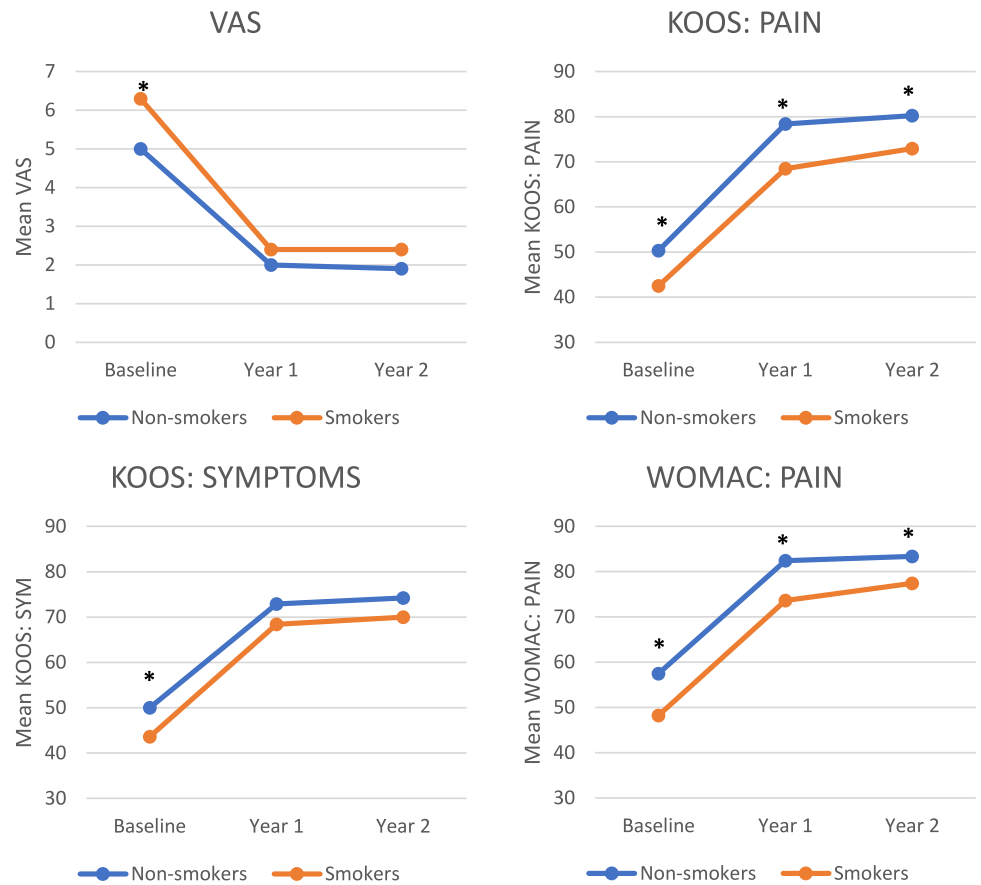 VAS
*
7
6
5
4
3
2
1
0
Mean VAS
Baseline Year 1 Year 2
Non-smokers Smokers
KOOS: PAIN
* * *
90
80
70
60
50
40
30
Mean KOOS: PAIN
Baseline Year 1 Year 2
Non-smokers Smokers
KOOS: SYMPTOMS
*
90
80
70
60
50
40
30
Mean KOOS: SYM
Baseline Year 1 Year 2
Non-smokers Smokers
WOMAC: PAIN
* * *
90
80
70
60
50
40
30
Mean WOMAC: PAIN
Baseline Year 1 Year 2
Non-smokers Smokers